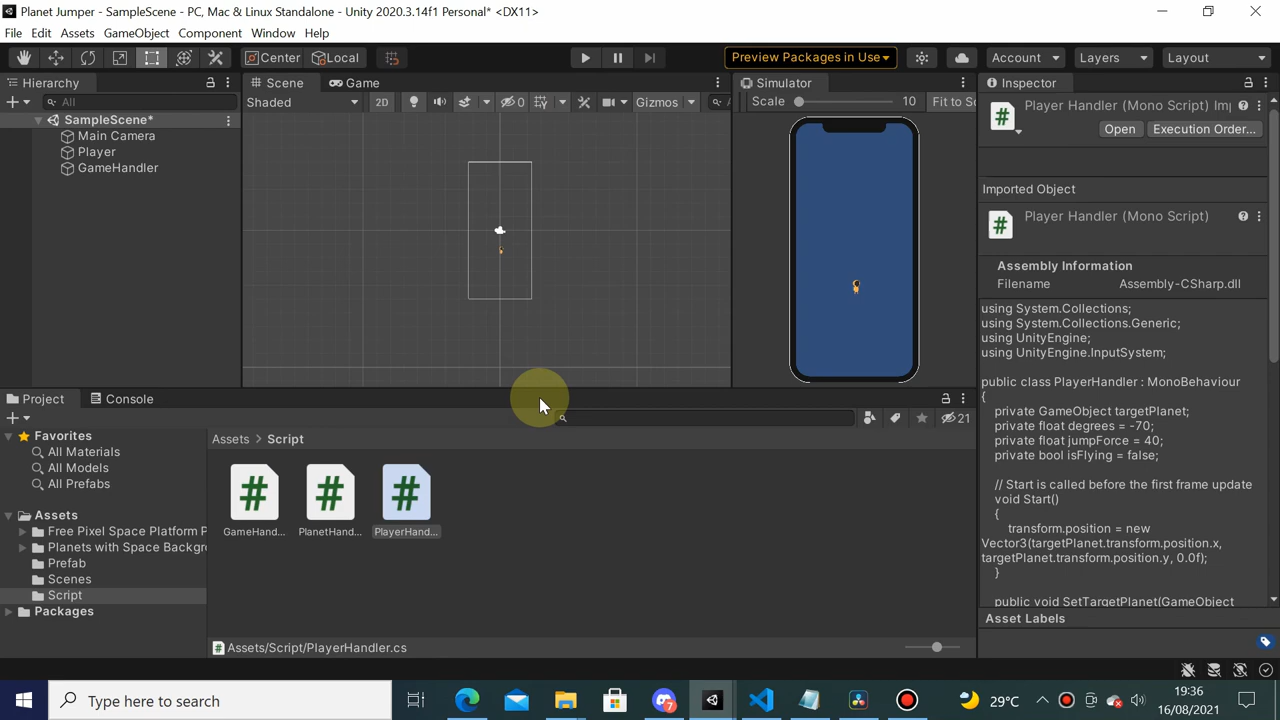 Planet Jumper - SampleScene - PC, Mac & Linux Standalone - Unity 2020.3.14f1 Personal* <DX11>
File Edit Assets GameObject Component Window Help
Center Local Preview Packages in Use Account Layers Layout
Hierarchy
All
SampleScene*
Main Camera
Player
GameHandler
Scene Game
Shaded 2D 0 Gizmos
Simulator
Scale 10 Fit to Sc
Inspector
Player Handler (Mono Script) Imp
Open Execution Order...
Imported Object
Player Handler (Mono Script)
Assembly Information
Filename Assembly-CSharp.dll
using System.Collections;
using System.Collections.Generic;
using UnityEngine;
using UnityEngine.InputSystem;
public class PlayerHandler : MonoBehaviour
{
private GameObject targetPlanet;
private float degrees = -70;
private float jumpForce = 40;
private bool isFlying = false;
// Start is called before the first frame update
void Start()
{
transform.position = new
Vector3(targetPlanet.transform.position.x,
targetPlanet.transform.position.y, 0.0f);
}
public void SetTargetPlanet(GameObject
Asset Labels
Project Console
21
Favorites
All Materials
All Models
All Prefabs
Assets
Free Pixel Space Platform P
Planets with Space Backgro
Prefab
Scenes
Script
Packages
Assets > Script
GameHand... PlanetHand... PlayerHand...
Assets/Script/PlayerHandler.cs
Type here to search
29°C
19:36
16/08/2021